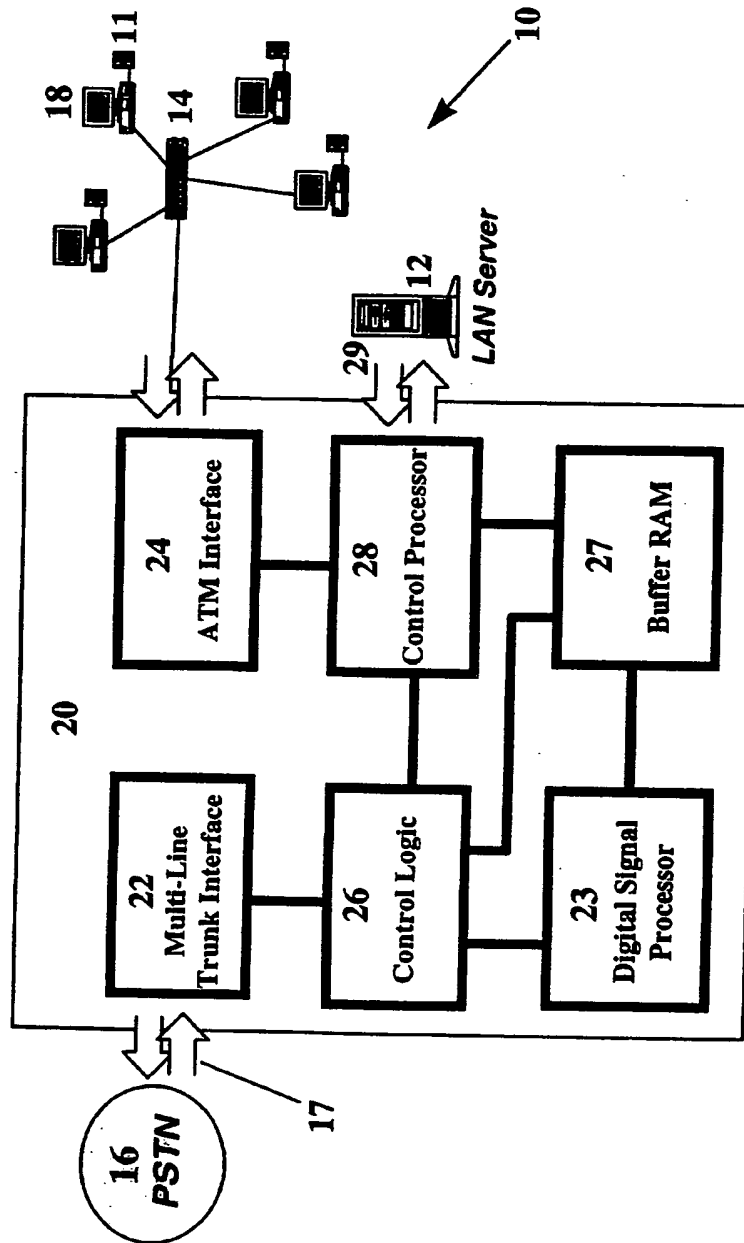 10
16
PSTN
17
20
22
Multi-Line
Trunk Interface
24
ATM Interface
26
Control Logic
28
Control Processor
23
Digital Signal
Processor
27
Buffer RAM
29
12
LAN Server
14
18
11